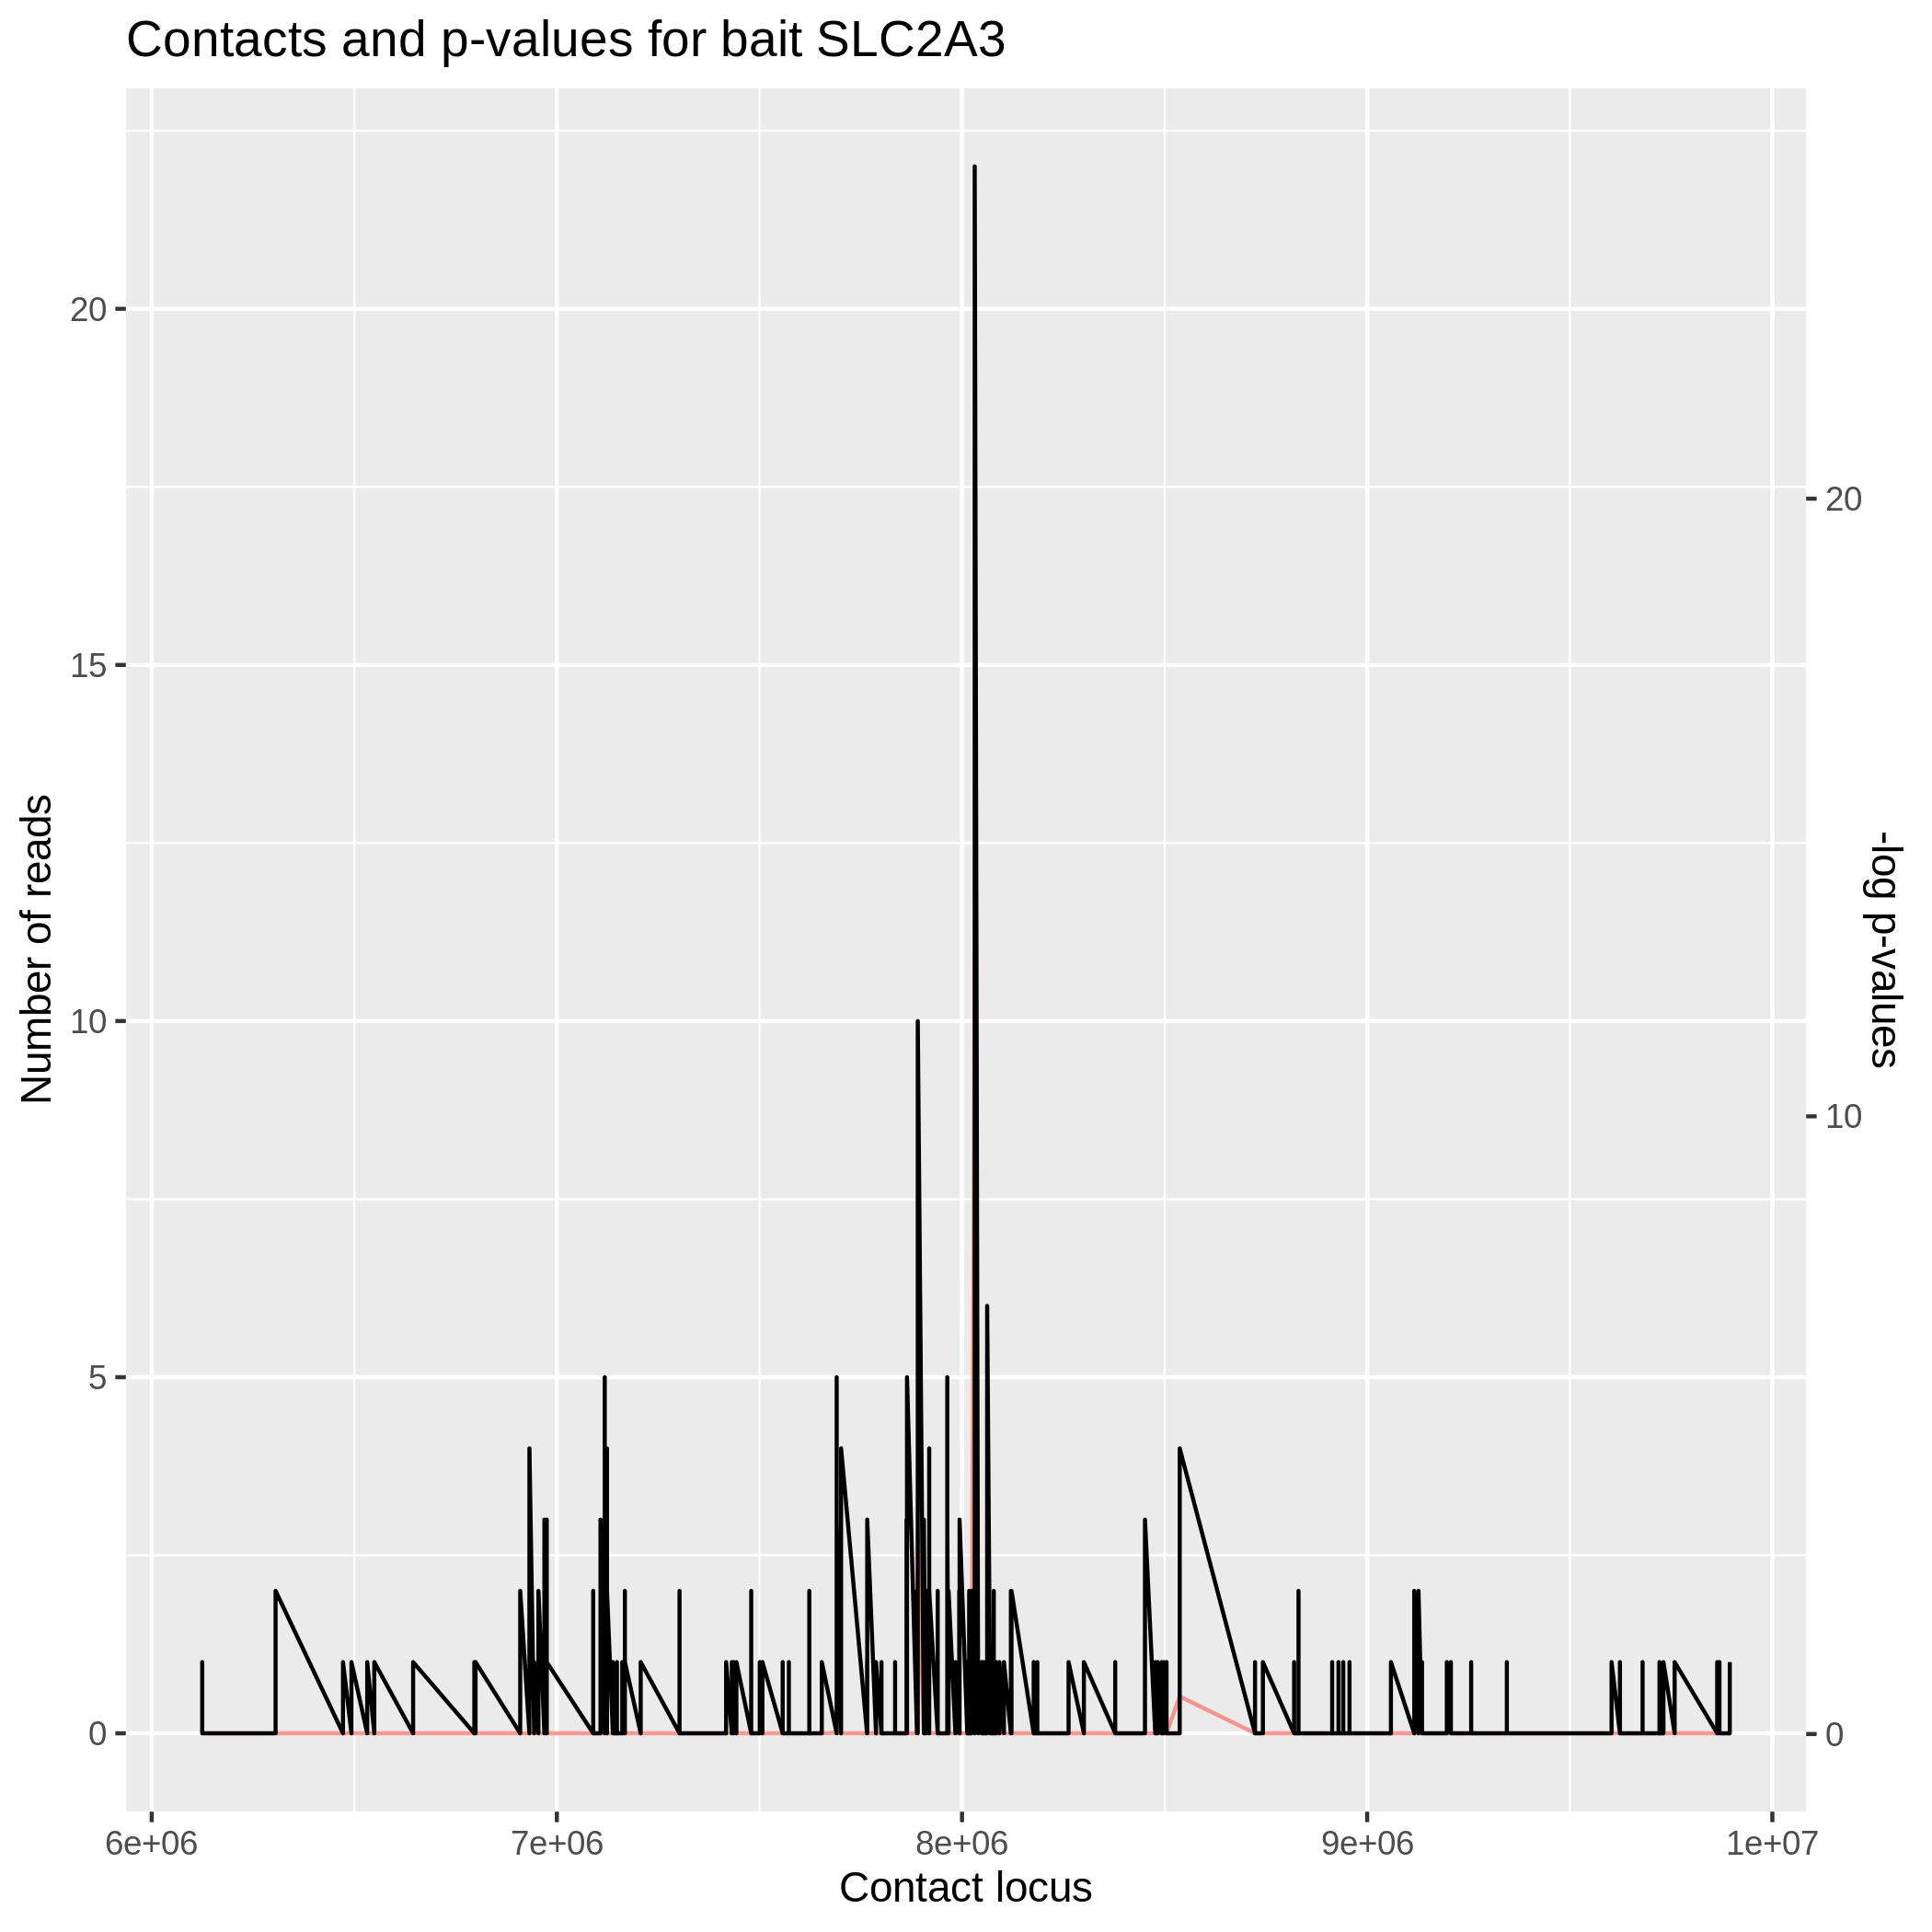 Contacts and p-values for bait SLC2A3
Number of reads
20
15
10
5
0
20
10
0
-log p-values
6e+06 7e+06 8e+06 9e+06 1e+07
Contact locus